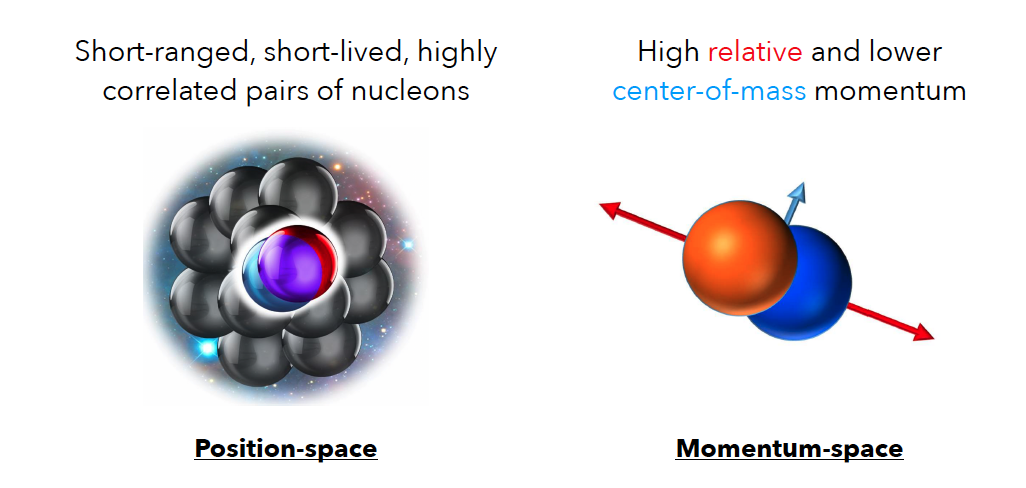 Short-ranged, short-lived, highly
correlated pairs of nucleons
High relative and lower
center-of-mass momentum
Position-space
Momentum-space